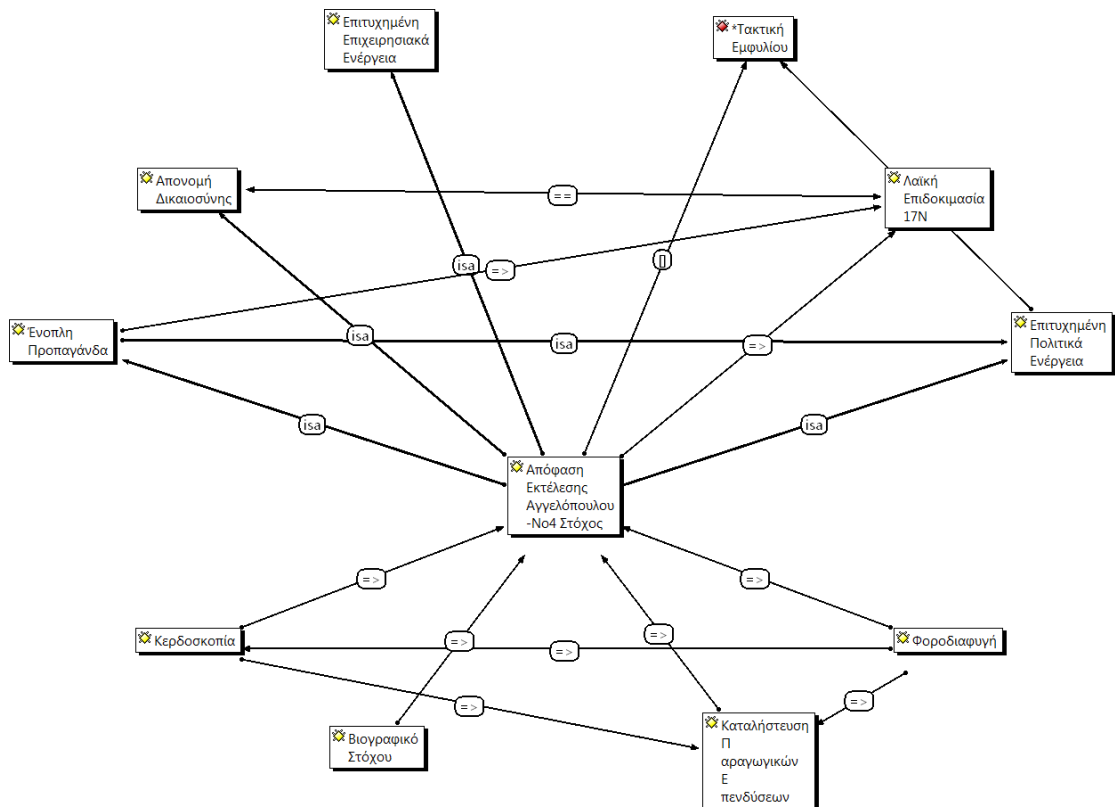 Επιτυχημένη
Επιχειρησιακά
Ενέργεια
*Τακτική
Εμφυλίου
Απονομή
Δικαιοσύνης
==
Λαϊκή
Επιδοκιμασία
17Ν
isa
=>
[]
Ένοπλη
Προπαγάνδα
isa
isa
=>
Επιτυχημένη
Πολιτικά
Ενέργεια
isa
isa
Απόφαση
Εκτέλεσης
Αγγελόπουλου
-Νο4 Στόχος
=>
=>
Κερδοσκοπία
=>
=>
=>
Φοροδιαφυγή
=>
=>
Βιογραφικό
Στόχου
Καταλήστευση
Π
αραγωγικών
Ε
πενδύσεων